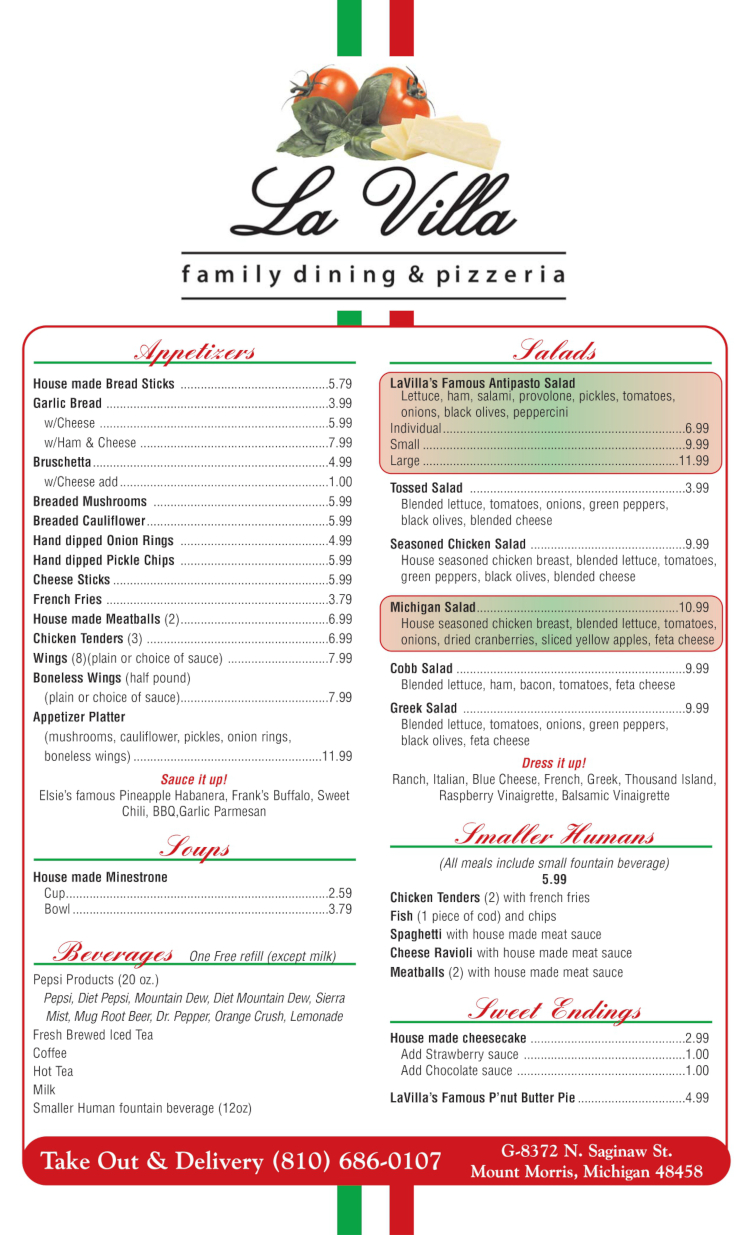 La Villa
family dining & pizzeria
Appetizers
House made Bread Sticks ..............................................5.79
Garlic Bread .....................................................................3.99
w/Cheese .....................................................................5.99
w/Ham & Cheese .........................................................7.99
Bruschetta.........................................................................4.99
w/Cheese add................................................................1.00
Breaded Mushrooms ......................................................5.99
Breaded Cauliflower........................................................5.99
Hand dipped Onion Rings ..............................................4.99
Hand dipped Pickle Chips ..............................................5.99
Cheese Sticks ...................................................................5.99
French Fries .....................................................................3.79
House made Meatballs (2)..............................................6.99
Chicken Tenders (3) ........................................................6.99
Wings (8)(plain or choice of sauce) ...............................7.99
Boneless Wings (half pound)
(plain or choice of sauce)..............................................7.99
Appetizer Platter
(mushrooms, cauliflower, pickles, onion rings,
boneless wings) ..........................................................11.99
Sauce it up!
Elsie's famous Pineapple Habanera, Frank's Buffalo, Sweet
Chili, BBQ,Garlic Parmesan
Soups
House made Minestrone
Cup.................................................................................2.59
Bowl ...............................................................................3.79
Beverages One Free refill (except milk)
Pepsi Products (20 oz.)
Pepsi, Diet Pepsi, Mountain Dew, Diet Mountain Dew, Sierra
Mist, Mug Root Beer, Dr. Pepper, Orange Crush, Lemonade
Fresh Brewed Iced Tea
Coffee
Hot Tea
Milk
Smaller Human fountain beverage (12oz)
Salads
LaVilla's Famous Antipasto Salad
Lettuce, ham, salami, provolone, pickles, tomatoes,
onions, black olives, peppercini
Individual...........................................................................6.99
Small .................................................................................9.99
Large ...............................................................................11.99
Tossed Salad ...................................................................3.99
Blended lettuce, tomatoes, onions, green peppers,
black olives, blended cheese
Seasoned Chicken Salad ................................................9.99
House seasoned chicken breast, blended lettuce, tomatoes,
green peppers, black olives, blended cheese
Michigan Salad...............................................................10.99
House seasoned chicken breast, blended lettuce, tomatoes,
onions, dried cranberries, sliced yellow apples, feta cheese
Cobb Salad .......................................................................9.99
Blended lettuce, ham, bacon, tomatoes, feta cheese
Greek Salad .....................................................................9.99
Blended lettuce, tomatoes, onions, green peppers,
black olives, feta cheese
Dress it up!
Ranch, Italian, Blue Cheese, French, Greek, Thousand Island,
Raspberry Vinaigrette, Balsamic Vinaigrette
Smaller Humans
(All meals include small fountain beverage)
5.99
Chicken Tenders (2) with french fries
Fish (1 piece of cod) and chips
Spaghetti with house made meat sauce
Cheese Ravioli with house made meat sauce
Meatballs (2) with house made meat sauce
Sweet Endings
House made cheesecake ................................................2.99
Add Strawberry sauce ..................................................1.00
Add Chocolate sauce ....................................................1.00
LaVilla's Famous P'nut Butter Pie .................................4.99
Take Out & Delivery (810) 686-0107
G-8372 N. Saginaw St.
Mount Morris, Michigan 48458